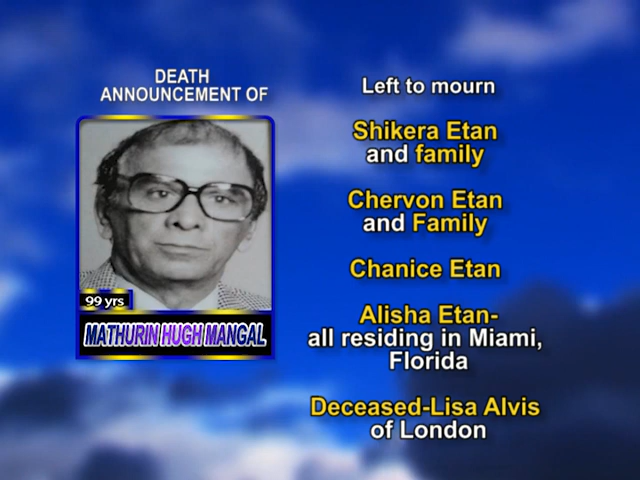 DEATH
ANNOUNCEMENT OF
99 yrs
MATHURIN HUGH MANGAL
Left to mourn
Shikera Etan
and family
Chervon Etan
and Family
Chanice Etan
Alisha Etan-
all residing in Miami,
Florida
Deceased-Lisa Alvis
of London